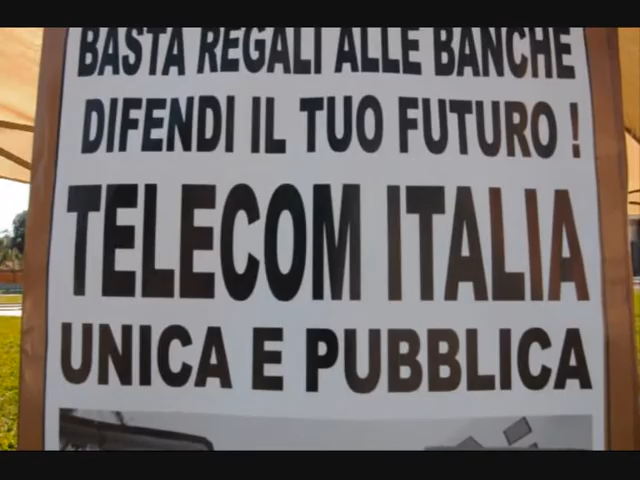 BASTA REGALI ALLE BANCHE
DIFENDI IL TUO FUTURO !
TELECOM ITALIA
UNICA E PUBBLICA